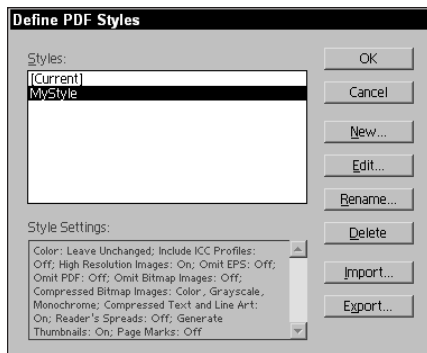 Define PDF Styles
Styles:
[Current]
MyStyle
OK
Cancel
New...
Edit...
Rename...
Delete
Import...
Export...
Style Settings:
Color: Leave Unchanged; Include ICC Profiles:
Off; High Resolution Images: On; Omit EPS: Off;
Omit PDF: Off; Omit Bitmap Images: Off;
Compressed Bitmap Images: Color, Grayscale,
Monochrome; Compressed Text and Line Art:
On; Reader's Spreads: Off; Generate
Thumbnails: On; Page Marks: Off